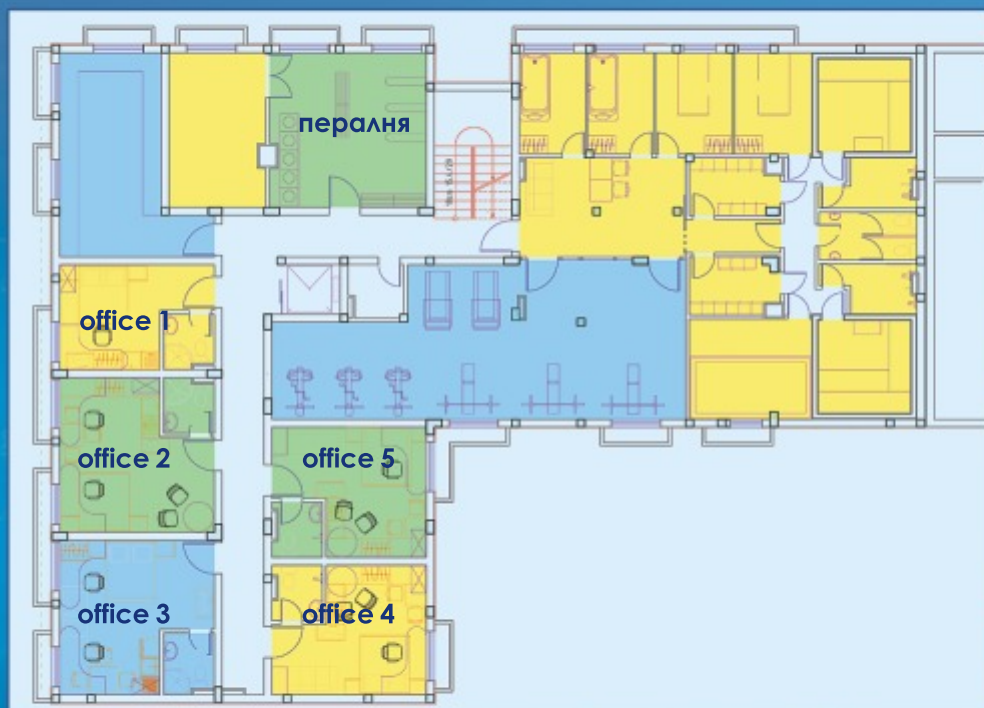 пералня
office 1
office 2
office 5
office 3
office 4